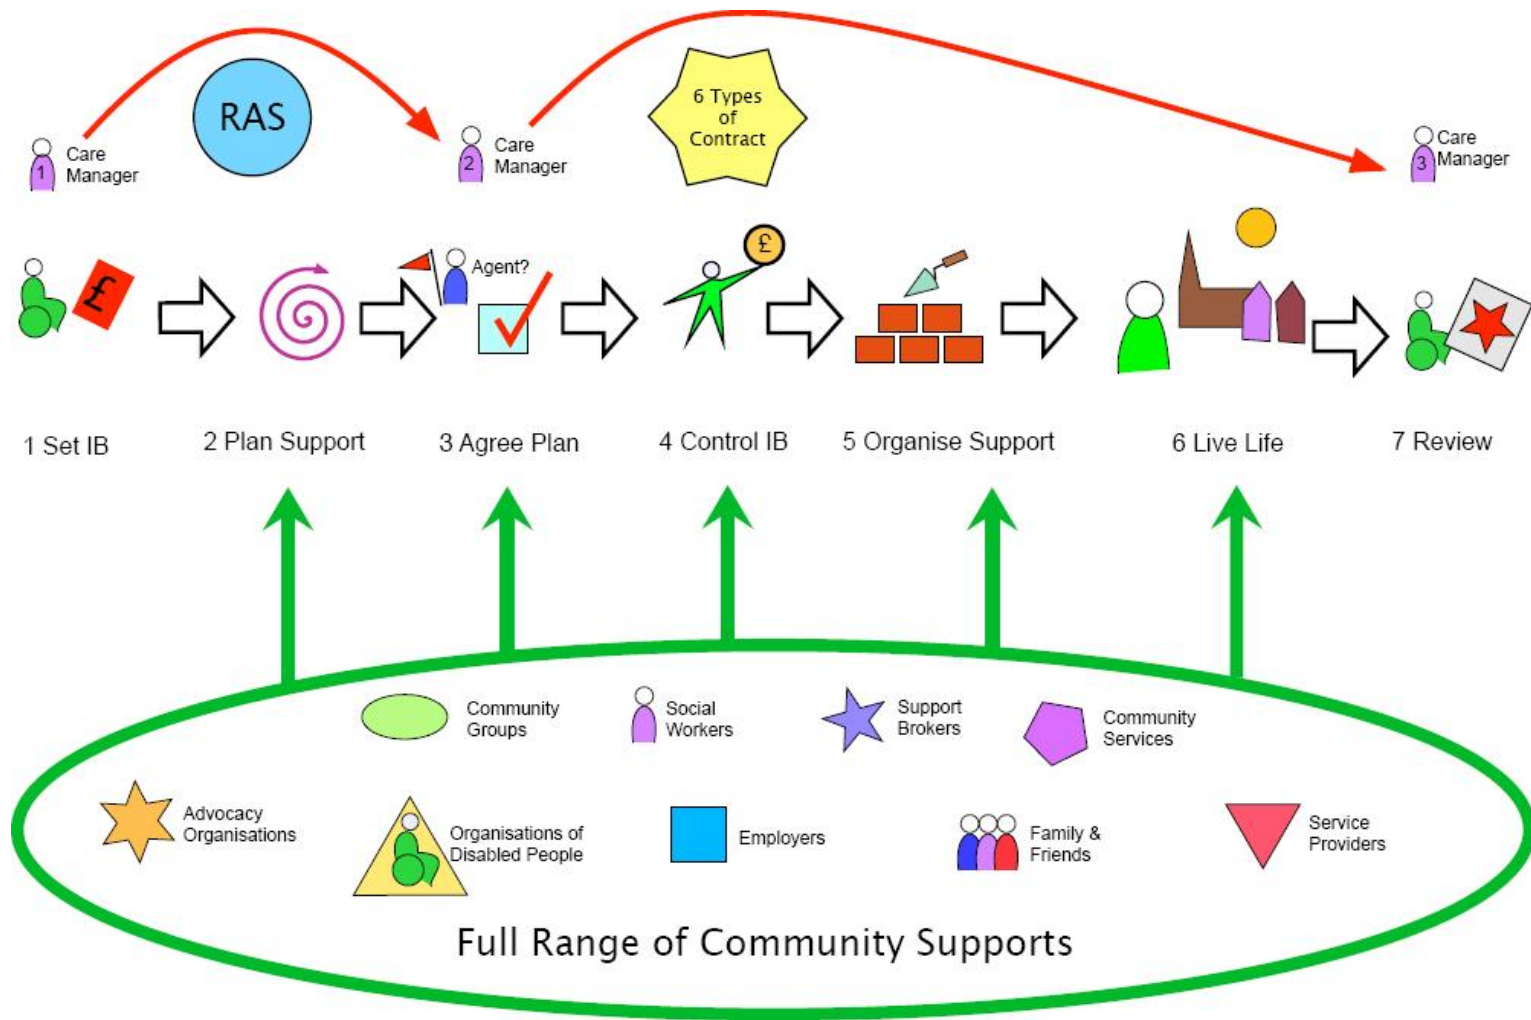 RAS
6 Types
of
Contract
1
Care
Manager
2
Care
Manager
3
Care
Manager
£
Agent?
£
1 Set IB
2 Plan Support
3 Agree Plan
4 Control IB
5 Organise Support
6 Live Life
7 Review
Community
Groups
Social
Workers
Support
Brokers
Community
Services
Advocacy
Organisations
Organisations of
Disabled People
Employers
Family &
Friends
Service
Providers
Full Range of Community Supports